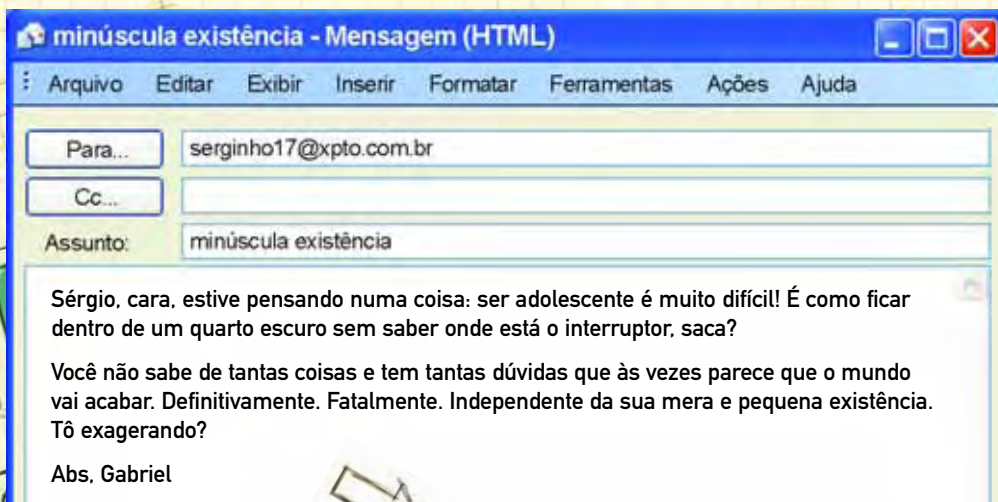 minúscula existência - Mensagem (HTML)
Arquivo Editar Exibir Inserir Formatar Ferramentas Ações Ajuda
Para... serginho17@xpto.com.br
Cc...
Assunto: minúscula existência
Sérgio, cara, estive pensando numa coisa: ser adolescente é muito difícil! É como ficar
dentro de um quarto escuro sem saber onde está o interruptor, saca?
Você não sabe de tantas coisas e tem tantas dúvidas que às vezes parece que o mundo
vai acabar. Definitivamente. Fatalmente. Independente da sua mera e pequena existência.
Tô exagerando?
Abs, Gabriel